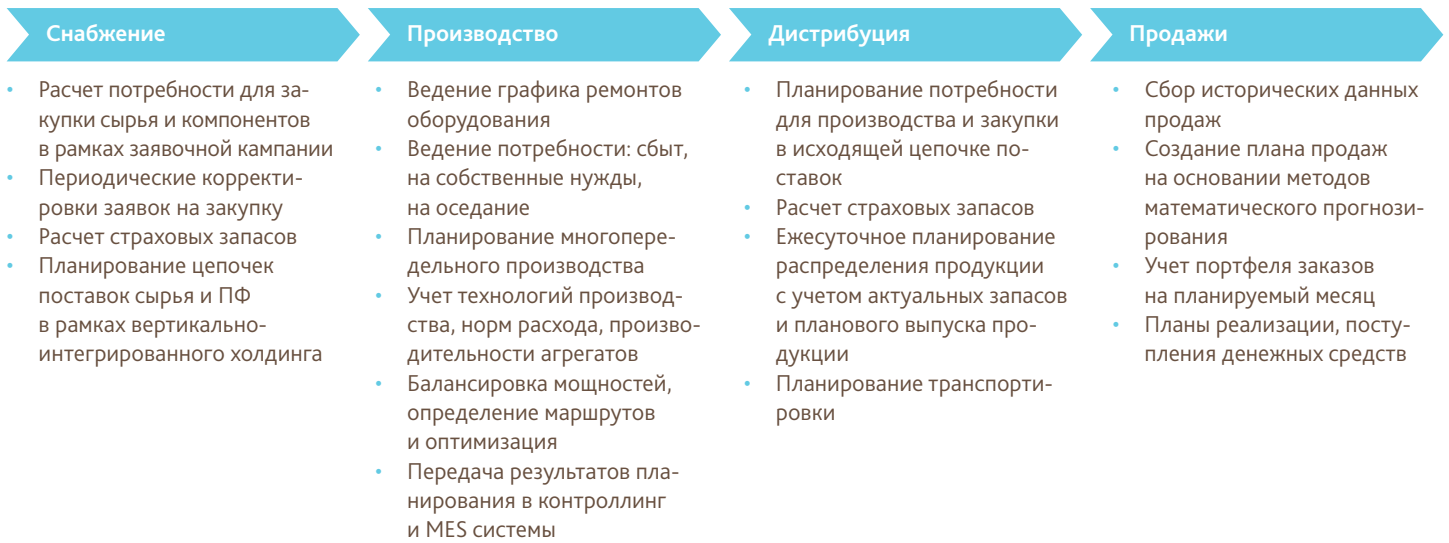 Снабжение
• Расчет потребности для за-
купки сырья и компонентов
в рамках заявочной кампании
• Периодические корректи-
ровки заявок на закупку
• Расчет страховых запасов
• Планирование цепочек
поставок сырья и ПФ
в рамках вертикально-
интегрированного холдинга
Производство
• Ведение графика ремонтов
оборудования
• Ведение потребности: сбыт,
на собственные нужды,
на оседание
• Планирование многопере-
дельного производства
• Учет технологий производ-
ства, норм расхода, произво-
дительности агрегатов
• Балансировка мощностей,
определение маршрутов
и оптимизация
• Передача результатов пла-
нирования в контроллинг
и MES системы
Дистрибуция
• Планирование потребности
для производства и закупки
в исходящей цепочке по-
ставок
• Расчет страховых запасов
• Ежесуточное планирование
распределения продукции
с учетом актуальных запасов
и планового выпуска про-
дукции
• Планирование транспорти-
ровки
Продажи
• Сбор исторических данных
продаж
• Создание плана продаж
на основании методов
математического прогнози-
рования
• Учет портфеля заказов
на планируемый месяц
• Планы реализации, посту-
пления денежных средств